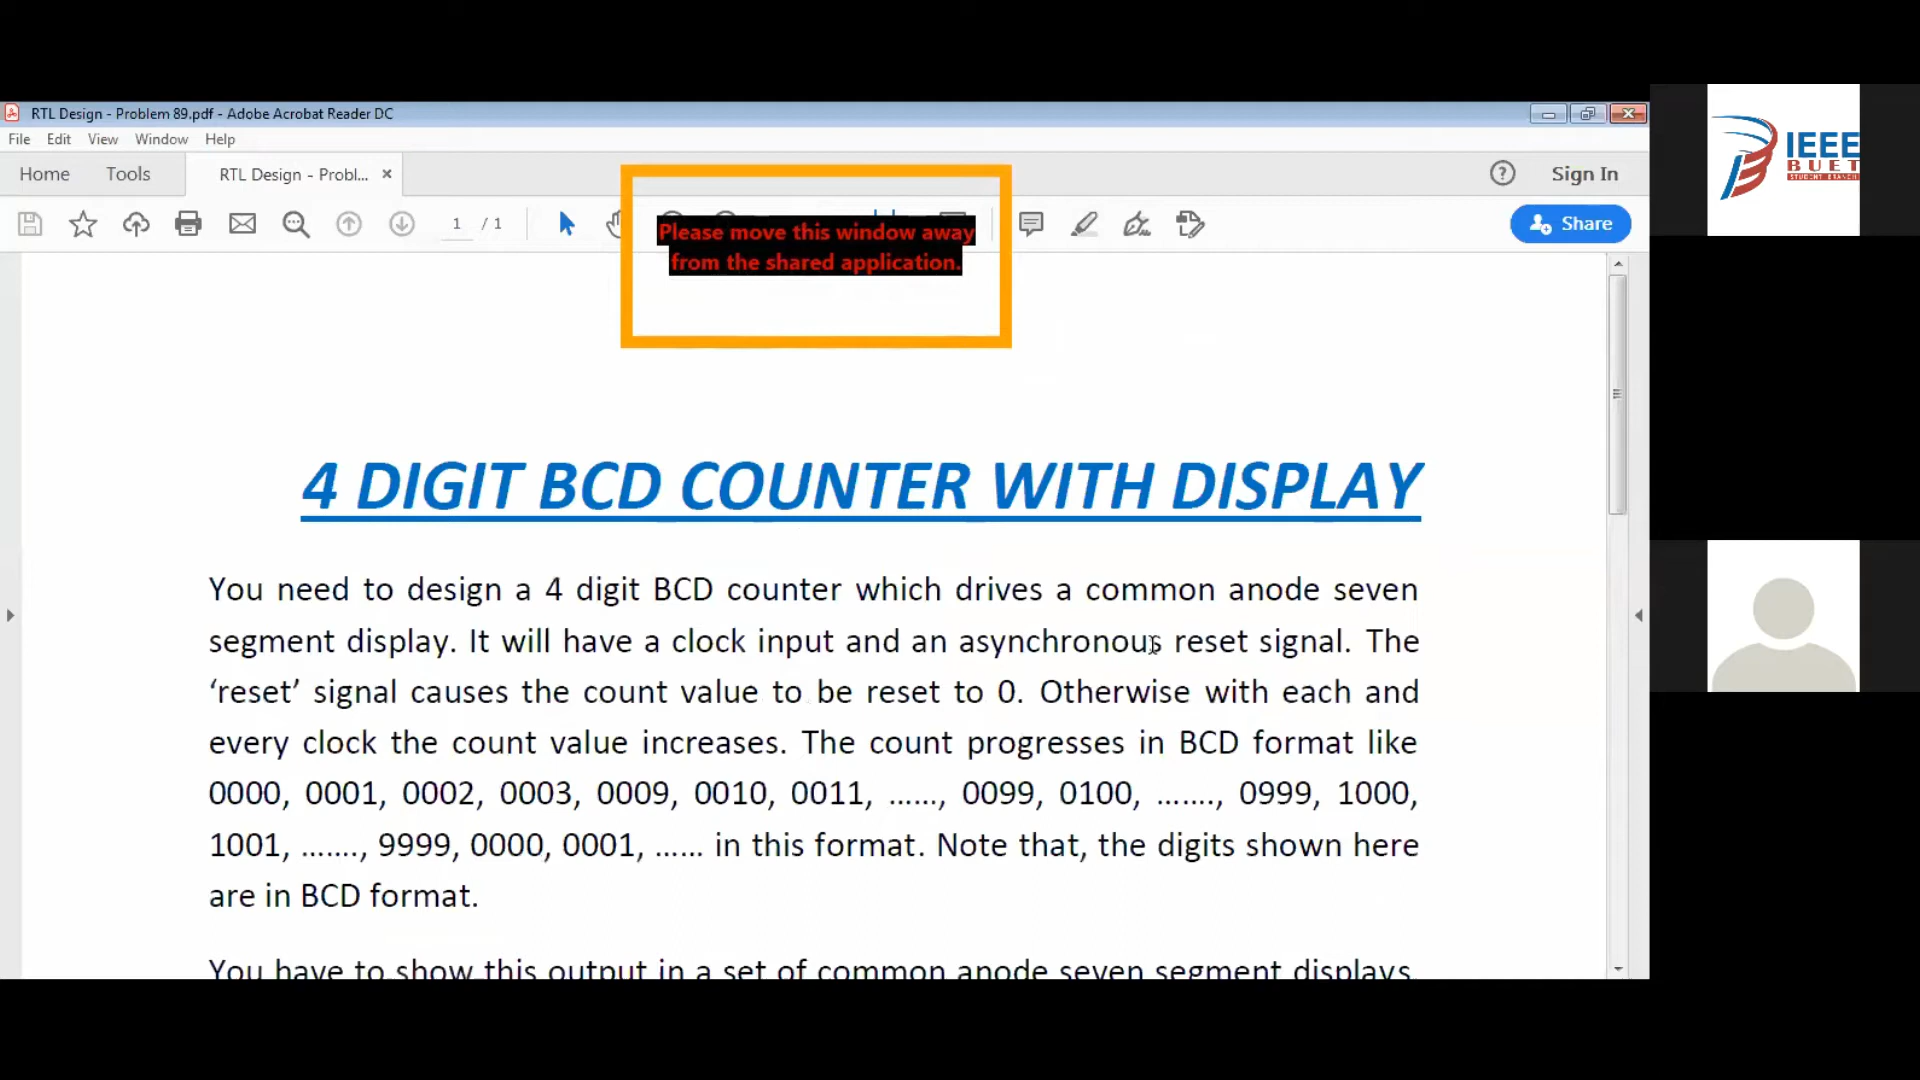 RTL Design - Problem 89.pdf - Adobe Acrobat Reader DC
File Edit View Window Help
Home Tools RTL Design - Probl... × ? Sign In
1 / 1 Share
Please move this window away
from the shared application.
IEEE
BUET
STUDENT BRANCH
4 DIGIT BCD COUNTER WITH DISPLAY
You need to design a 4 digit BCD counter which drives a common anode seven
segment display. It will have a clock input and an asynchronous reset signal. The
‘reset’ signal causes the count value to be reset to 0. Otherwise with each and
every clock the count value increases. The count progresses in BCD format like
0000, 0001, 0002, 0003, 0009, 0010, 0011, ……, 0099, 0100, ……., 0999, 1000,
1001, ……., 9999, 0000, 0001, …… in this format. Note that, the digits shown here
are in BCD format.
You have to show this output in a set of common anode seven segment displays.